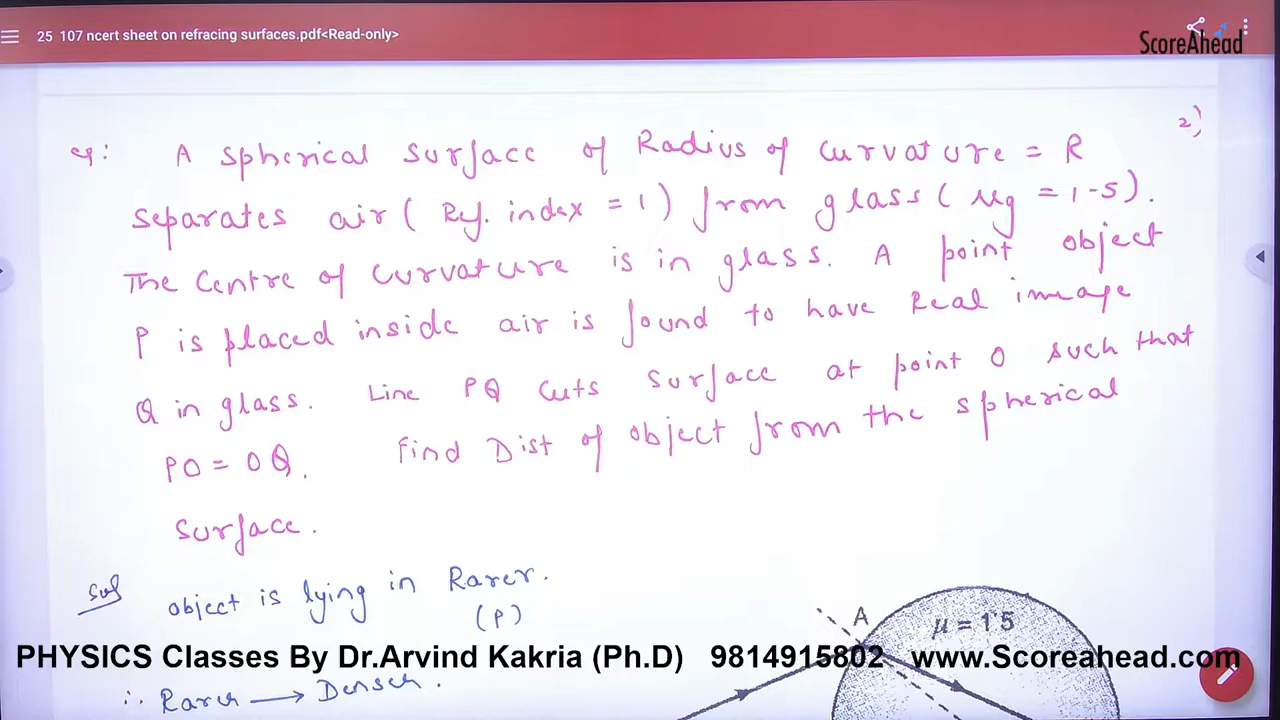 25 107 ncert sheet on refracing surfaces.pdf<Read-only>
ScoreAhead
2)
A spherical surface of Radius of curvature = R
separates air ( Ref. index = 1 ) from glass ( μg = 1.5 ).
The Centre of curvature is in glass. A point object
P is placed inside air is found to have Real image
Q in glass. Line PQ cuts surface at point O such that
PO = OQ. Find Dist of object from the spherical
surface.
Sol object is lying in Rarer.
(P)
A
μ = 1.5
PHYSICS Classes By Dr.Arvind Kakria (Ph.D) 9814915802 www.Scoreahead.com
∴ Rarer → Denser.